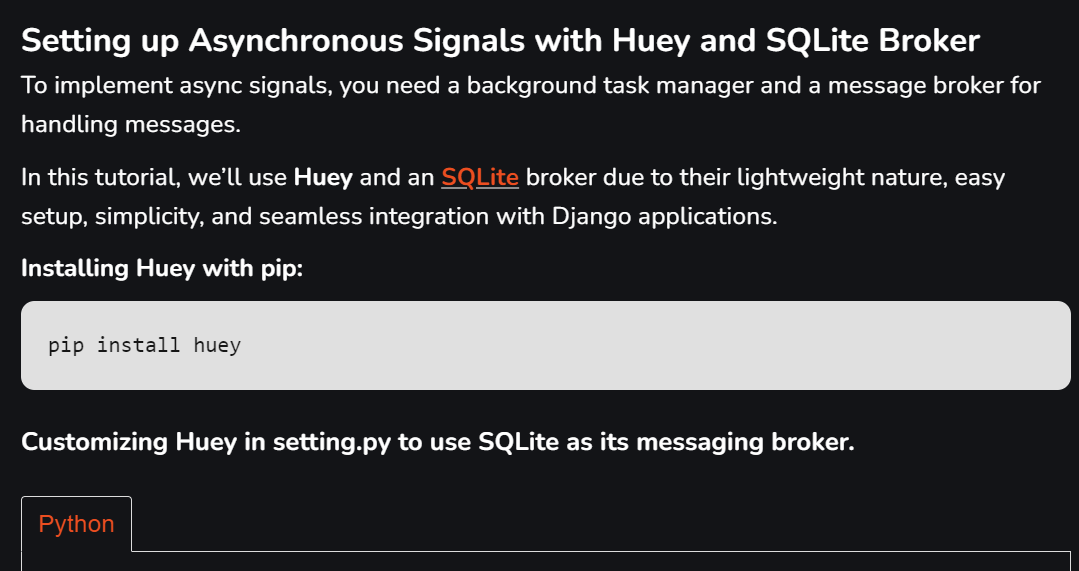 Setting up Asynchronous Signals with Huey and SQLite Broker
To implement async signals, you need a background task manager and a message broker for
handling messages.
In this tutorial, we’ll use Huey and an SQLite broker due to their lightweight nature, easy
setup, simplicity, and seamless integration with Django applications.
Installing Huey with pip:
pip install huey
Customizing Huey in setting.py to use SQLite as its messaging broker.
Python